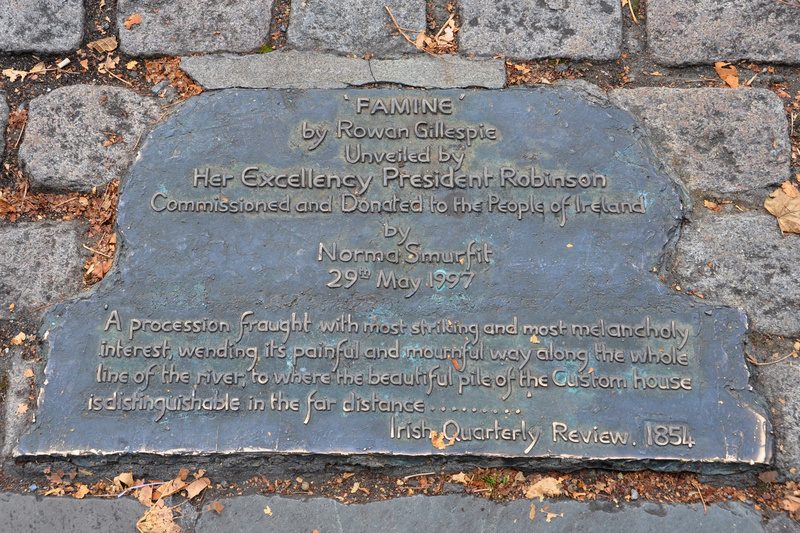 "FAMINE"
by Rowan Gillespie
Unveiled by
Her Excellency President Robinson
Commissioned and Donated to the People of Ireland
by
Norma Smurfit
29th May 1997
A procession fraught with most striking and most melancholy
interest, wending its painful and mournful way along the whole
line of the river, to where the beautiful pile of the Custom house
is distinguishable in the far distance..........
Irish Quarterly Review. 1854